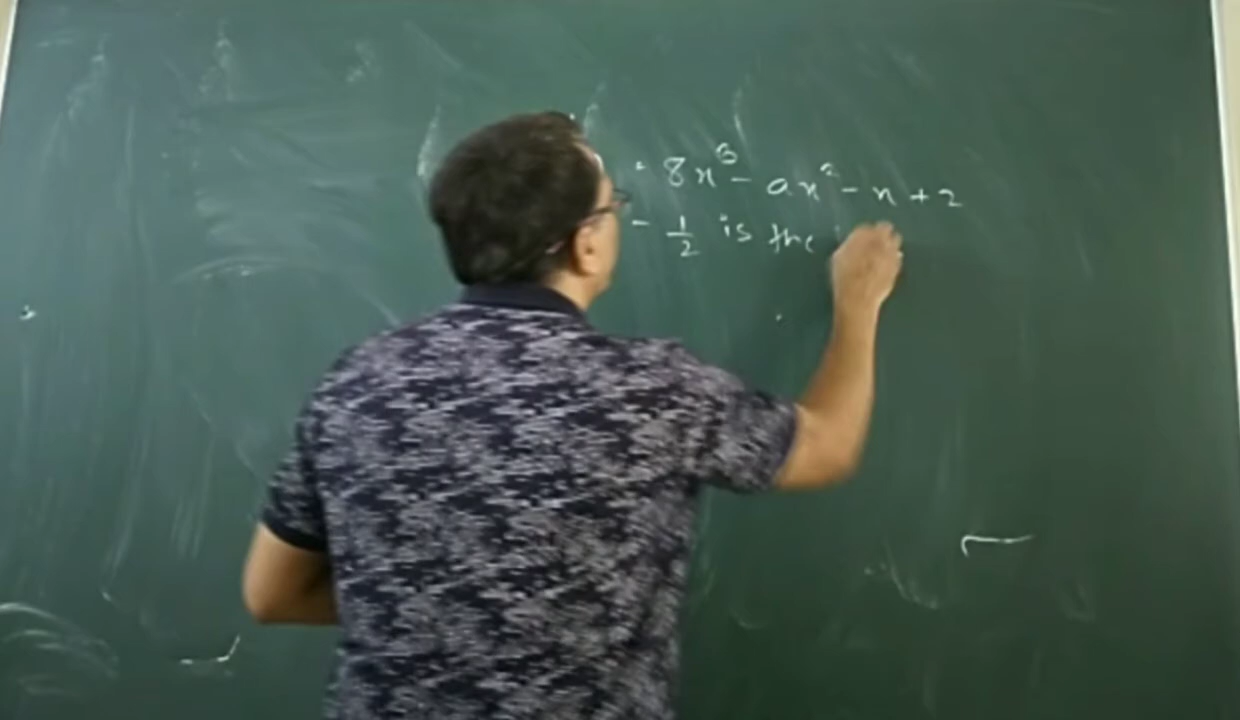 8x³ - ax² - x + 2
- 1/2 is the